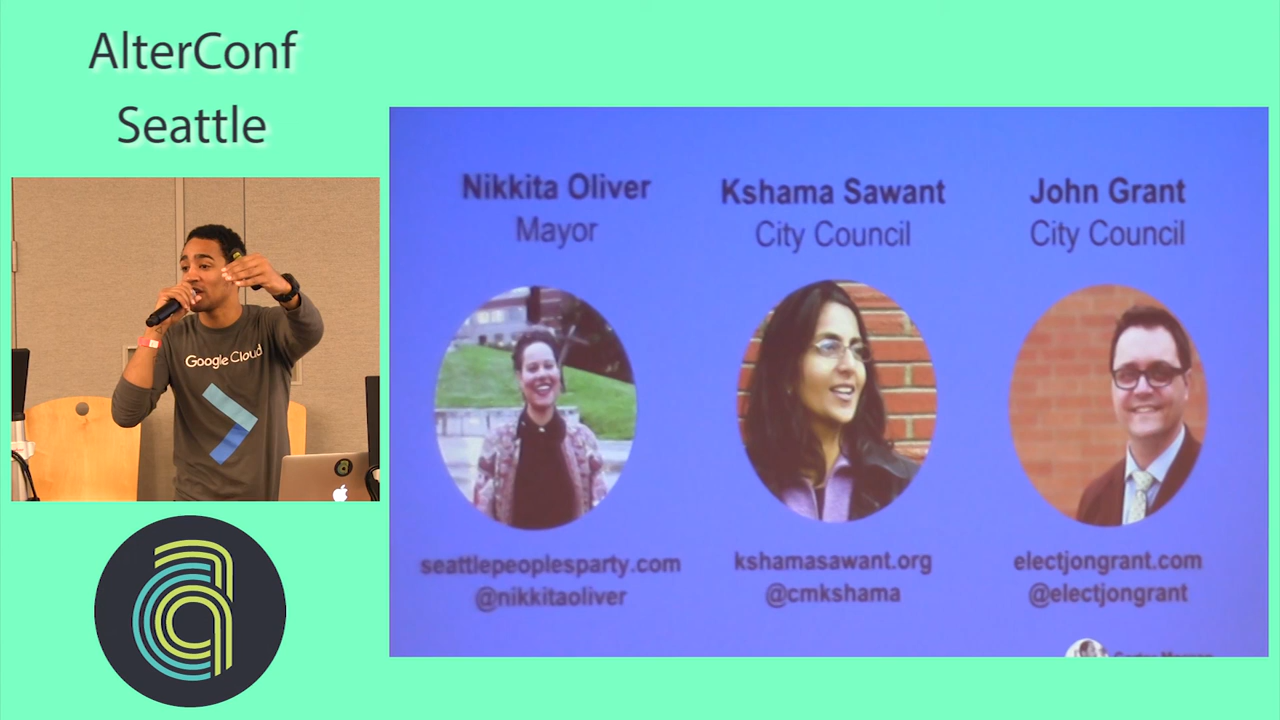 AlterConf
Seattle
Google Cloud
Nikkita Oliver
Mayor
Kshama Sawant
City Council
John Grant
City Council
seattlepeoplesparty.com
@nikkitaoliver
kshamasawant.org
@cmkshama
electjongrant.com
@electjongrant